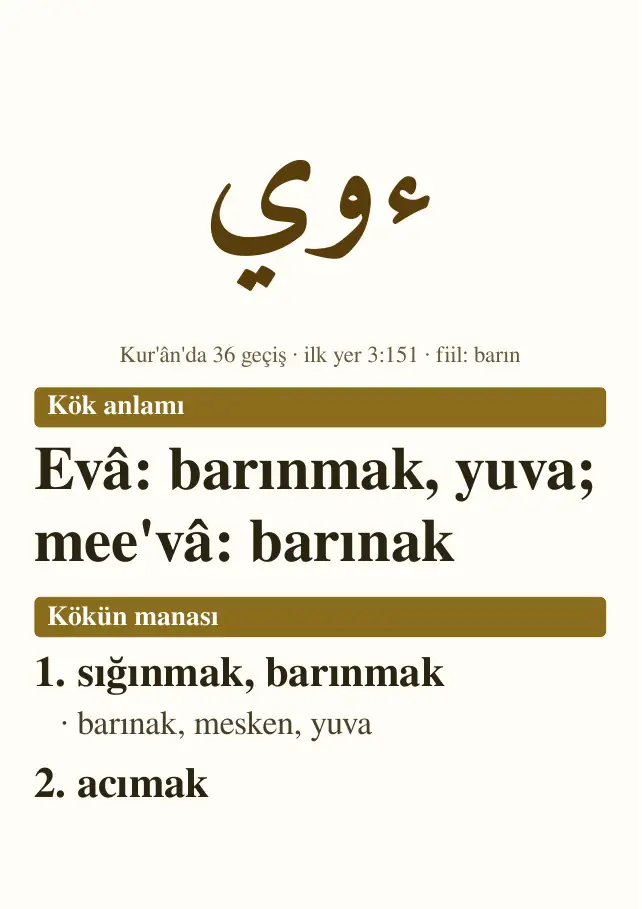 ءوي
Kur'ân'da 36 geçiş · ilk yer 3:151 · fiil: barın
Kök anlamı
Evâ: barınmak, yuva;
mee'vâ: barınak
Kökün manası
1. sığınmak, barınmak
· barınak, mesken, yuva
2. acımak